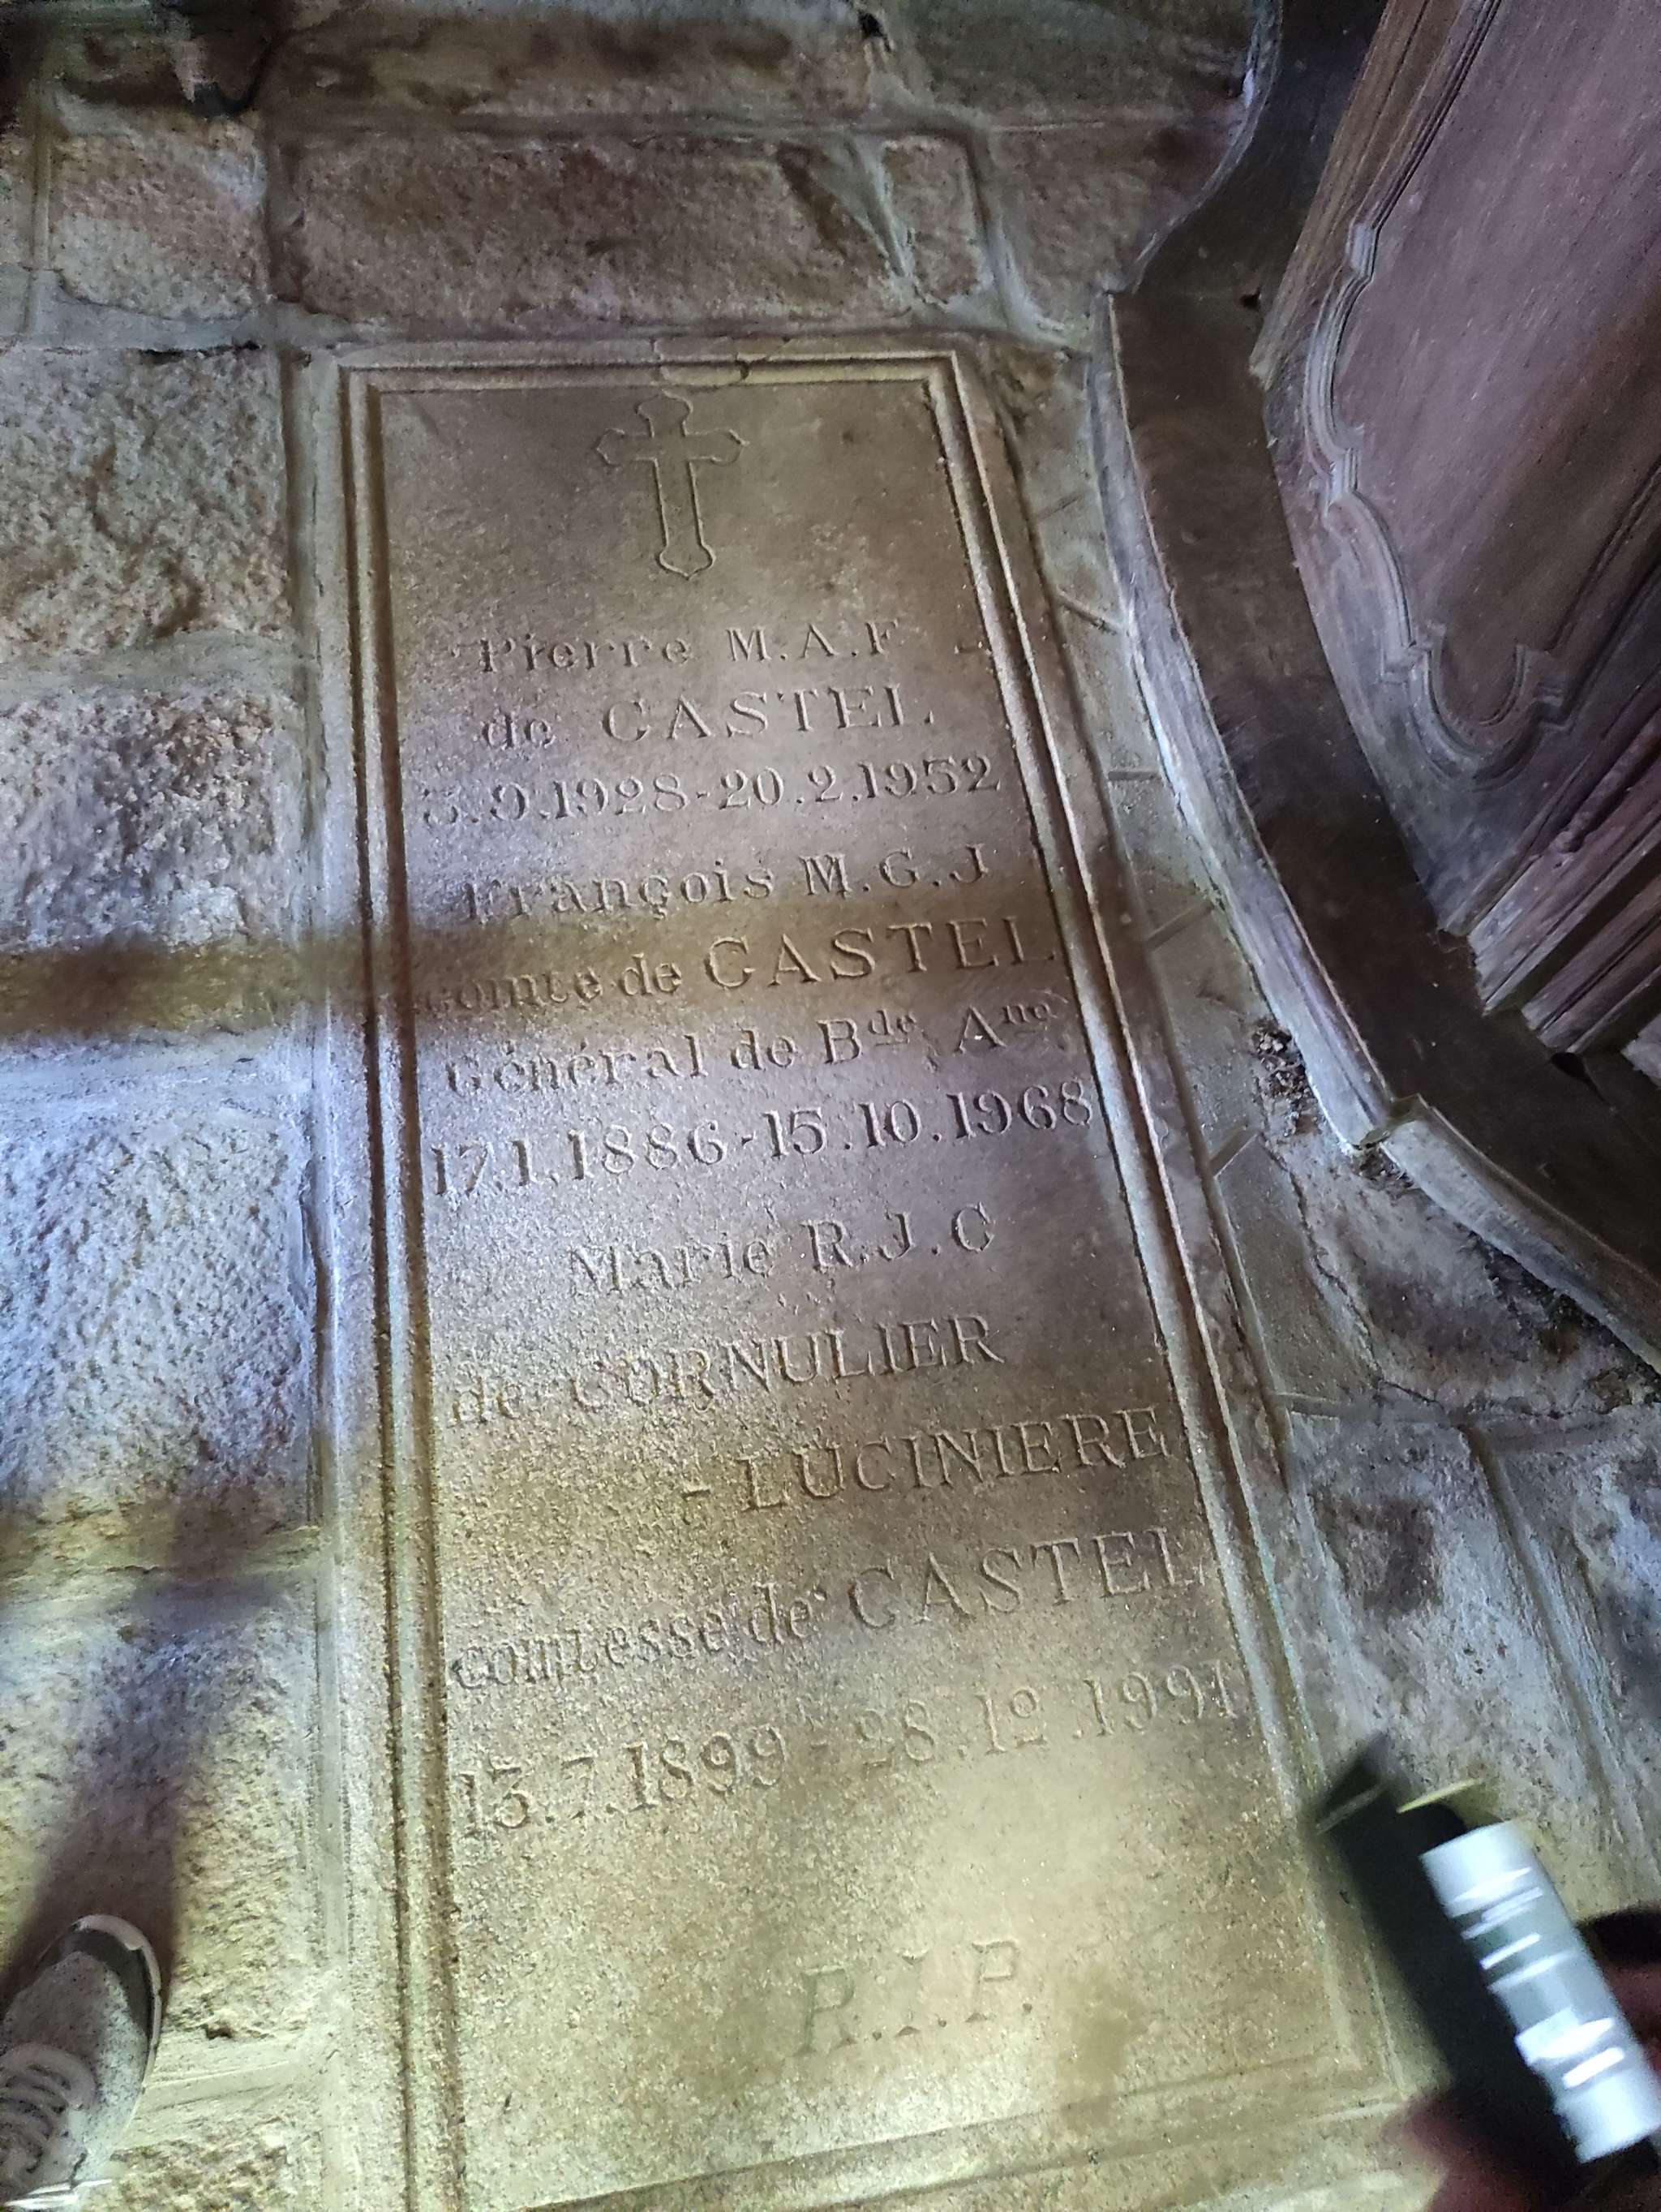 Pierre M.A.F
de CASTEL
3.9.1928-20.2.1952
François M.G.J
comte de CASTEL
Général de Bde Ane
17.1.1886-15.10.1968
Marie R.J.C
de CORNULIER
- LUCINIERE
comtesse de CASTEL
13.7.1899-28.12.1991
R.I.P.